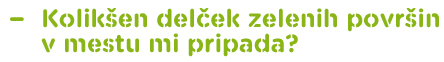 – Kolikšen delček zelenih površin
v mestu mi pripada?